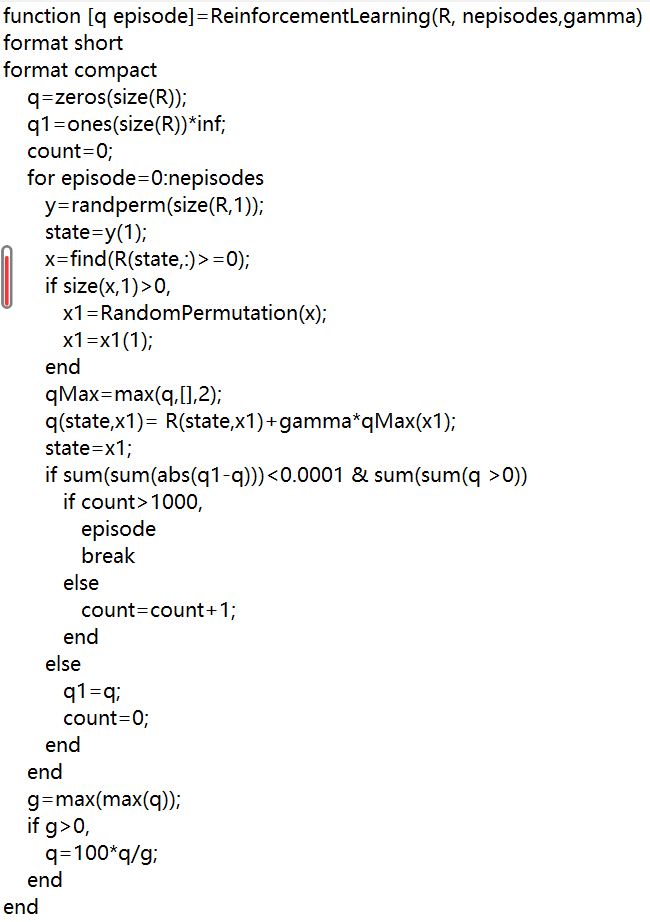 function [q episode]=ReinforcementLearning(R, nepisodes,gamma)
format short
format compact
q=zeros(size(R));
q1=ones(size(R))*inf;
count=0;
for episode=0:nepisodes
y=randperm(size(R,1));
state=y(1);
x=find(R(state,:)>=0);
if size(x,1)>0,
x1=RandomPermutation(x);
x1=x1(1);
end
qMax=max(q,[],2);
q(state,x1)= R(state,x1)+gamma*qMax(x1);
state=x1;
if sum(sum(abs(q1-q)))<0.0001 & sum(sum(q >0))
if count>1000,
episode
break
else
count=count+1;
end
else
q1=q;
count=0;
end
end
g=max(max(q));
if g>0,
q=100*q/g;
end
end